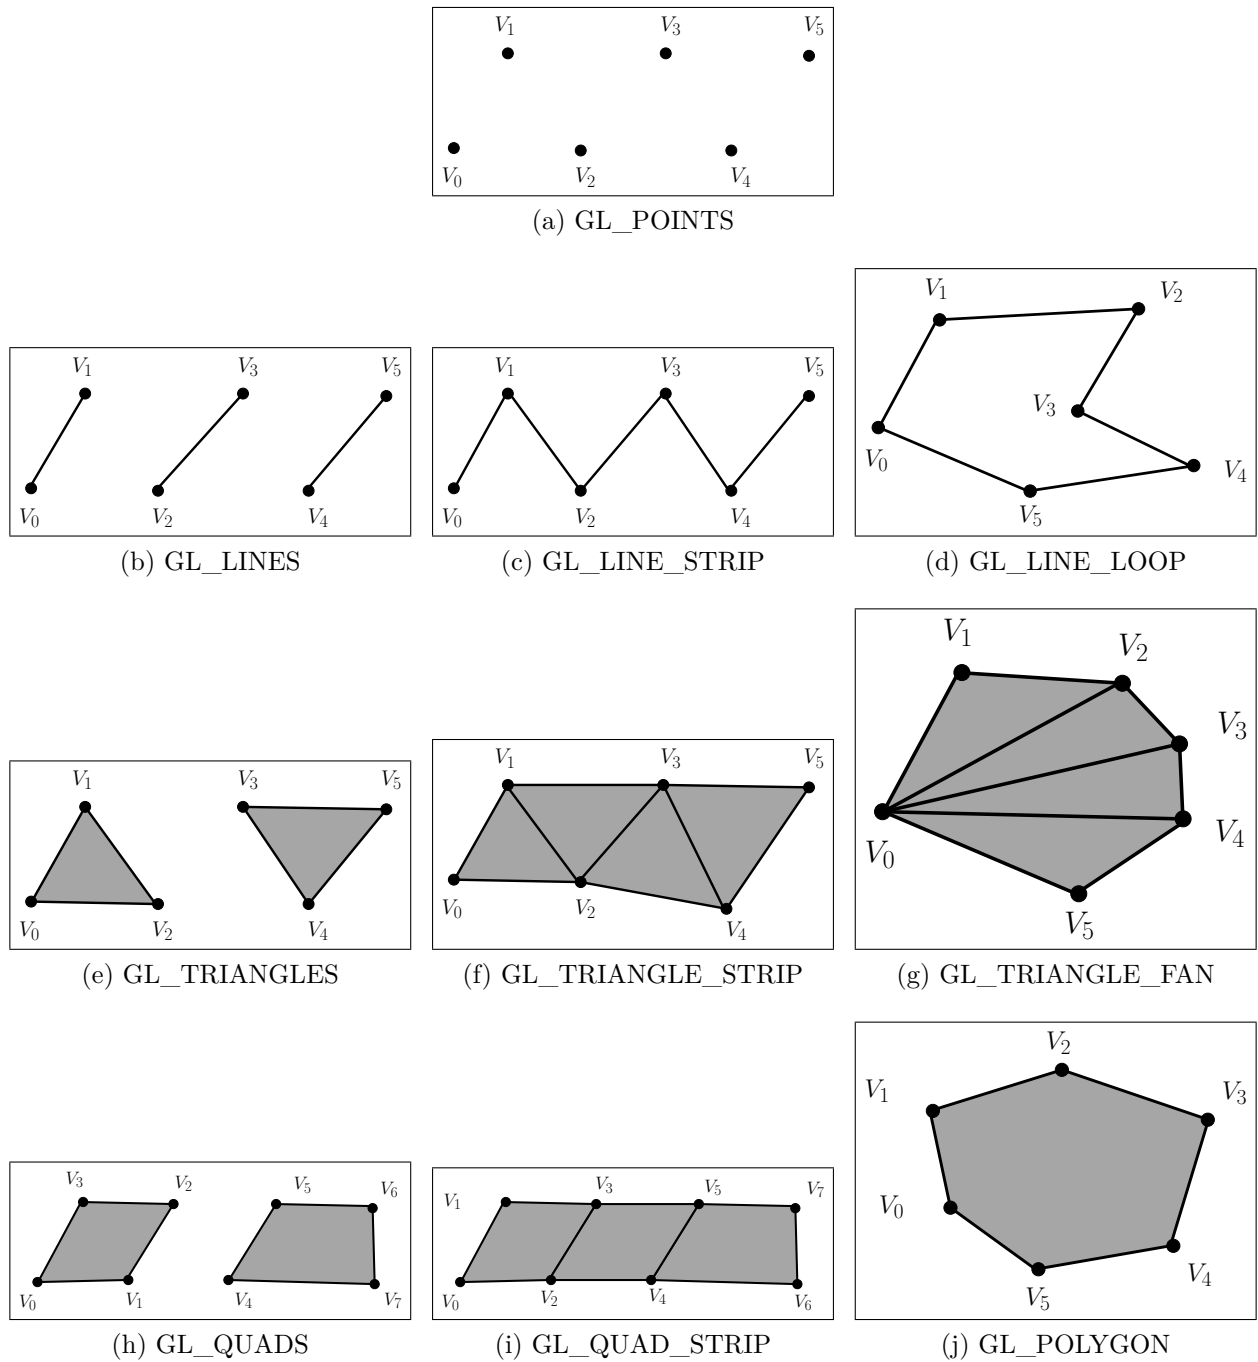 V1 V3 V5
V0 V2 V4
(a) GL_POINTS
V1 V3 V5
V0 V2 V4
(b) GL_LINES
V1 V3 V5
V0 V2 V4
(c) GL_LINE_STRIP
V1 V2
V3
V0 V4
V5
(d) GL_LINE_LOOP
V1 V3 V5
V0 V2 V4
(e) GL_TRIANGLES
V1 V3 V5
V0 V2 V4
(f) GL_TRIANGLE_STRIP
V1 V2
V3
V0 V4
V5
(g) GL_TRIANGLE_FAN
V3 V2 V5 V6
V0 V1 V4 V7
(h) GL_QUADS
V1 V3 V5 V7
V0 V2 V4 V6
(i) GL_QUAD_STRIP
V2
V1 V3
V0
V4
V5
(j) GL_POLYGON